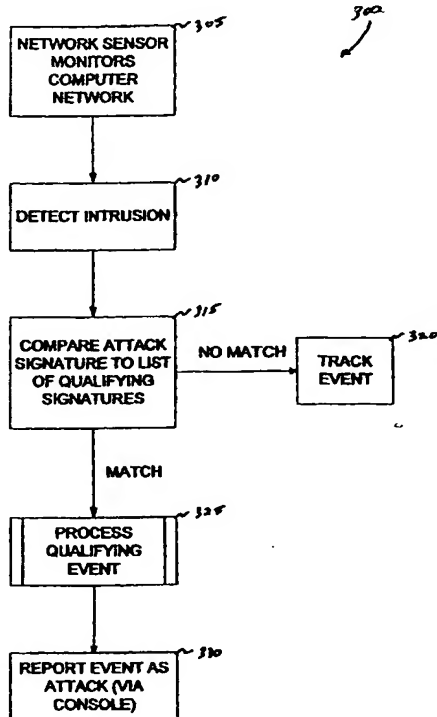 300
305
NETWORK SENSOR
MONITORS
COMPUTER
NETWORK
310
DETECT INTRUSION
315
COMPARE ATTACK
SIGNATURE TO LIST
OF QUALIFYING
SIGNATURES
NO MATCH
320
TRACK
EVENT
MATCH
325
PROCESS
QUALIFYING
EVENT
330
REPORT EVENT AS
ATTACK (VIA
CONSOLE)